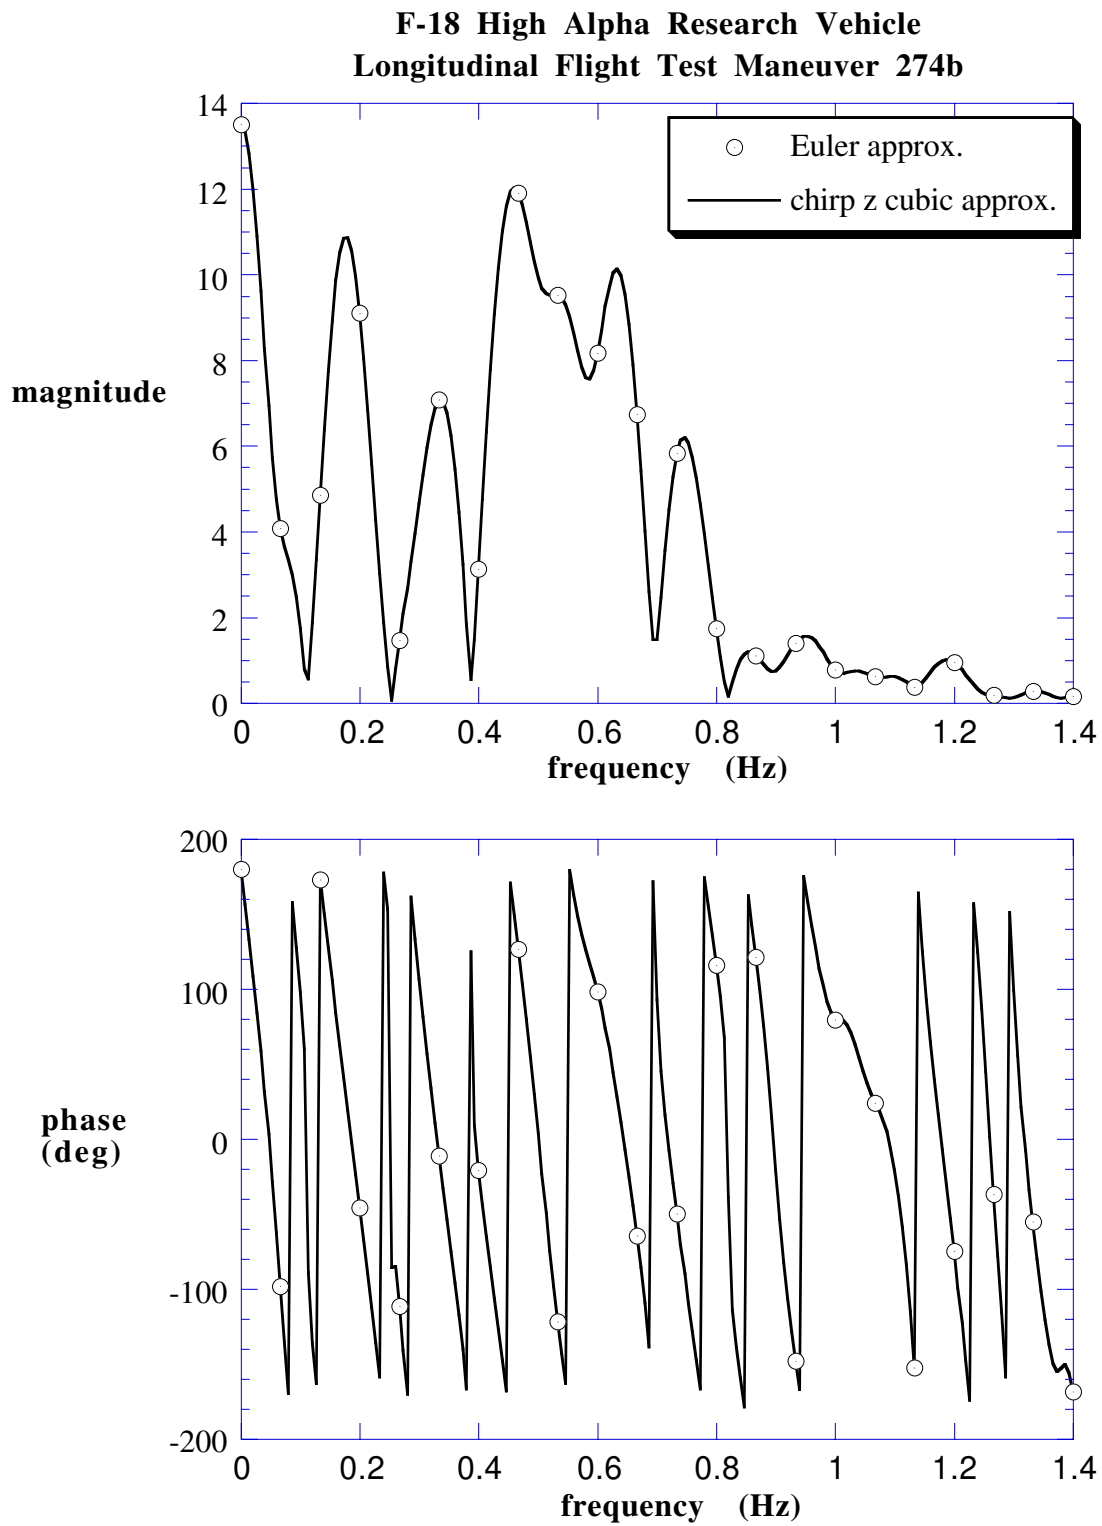 F-18 High Alpha Research Vehicle
Longitudinal Flight Test Maneuver 274b
14
12
10
8
6
4
2
0
magnitude
Euler approx.
chirp z cubic approx.
0 0.2 0.4 0.6 0.8 1 1.2 1.4
frequency (Hz)
200
100
0
-100
-200
phase
(deg)
0 0.2 0.4 0.6 0.8 1 1.2 1.4
frequency (Hz)